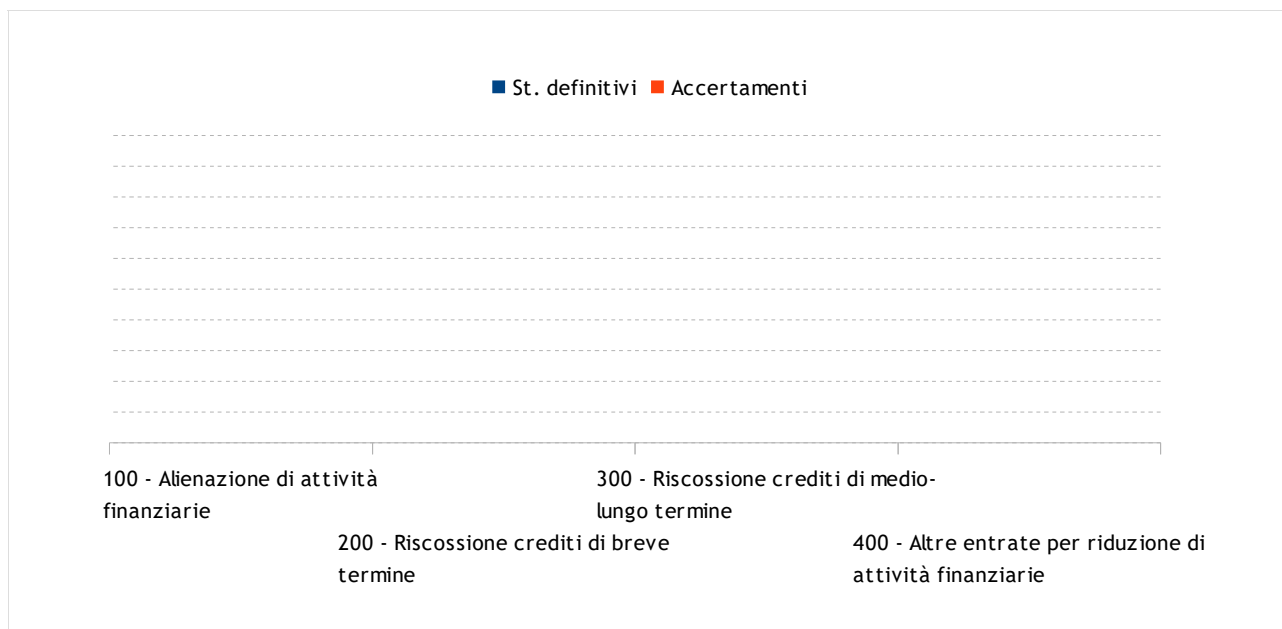 St. definitivi Accertamenti
100 - Alienazione di attività
finanziarie
200 - Riscossione crediti di breve
termine
300 - Riscossione crediti di medio-
lungo termine
400 - Altre entrate per riduzione di
attività finanziarie